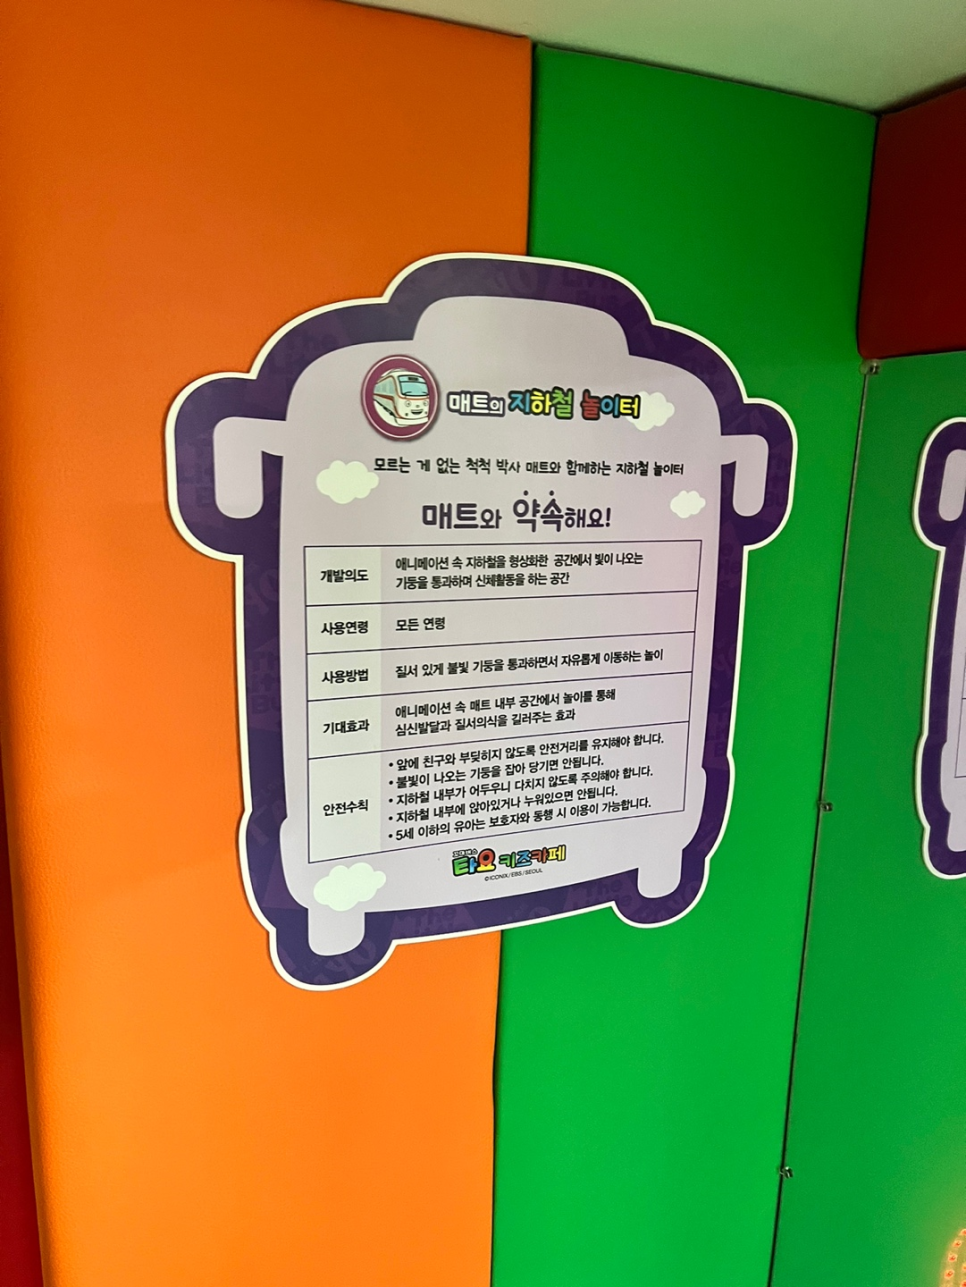 매트의 지하철 놀이터
모르는 게 없는 척척 박사 매트와 함께하는 지하철 놀이터
매트와 약속해요!
개발의도
애니메이션 속 지하철을 형상화한 공간에서 빛이 나오는
기둥을 통과하며 신체활동을 하는 공간
사용연령
모든 연령
사용방법
질서 있게 불빛 기둥을 통과하면서 자유롭게 이동하는 놀이
기대효과
애니메이션 속 매트 내부 공간에서 놀이를 통해
심신발달과 질서의식을 길러주는 효과
안전수칙
• 앞에 친구와 부딪히지 않도록 안전거리를 유지해야 합니다.
• 불빛이 나오는 기둥을 잡아 당기면 안됩니다.
• 지하철 내부가 어두우니 다치지 않도록 주의해야 합니다.
• 지하철 내부에 앉아있거나 누워있으면 안됩니다.
• 5세 이하의 유아는 보호자와 동행 시 이용이 가능합니다.
꼬마버스
타요 키즈카페
©ICONIX/EBS/SEOUL